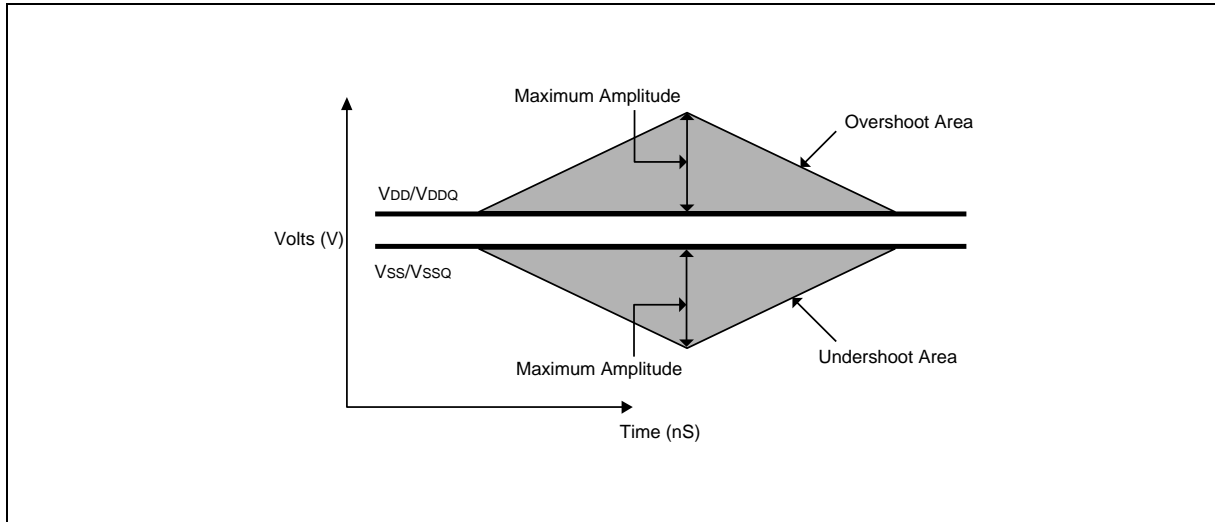 Maximum Amplitude
Overshoot Area
VDD/VDDQ
Volts (V)
VSS/VSSQ
Maximum Amplitude
Undershoot Area
Time (nS)